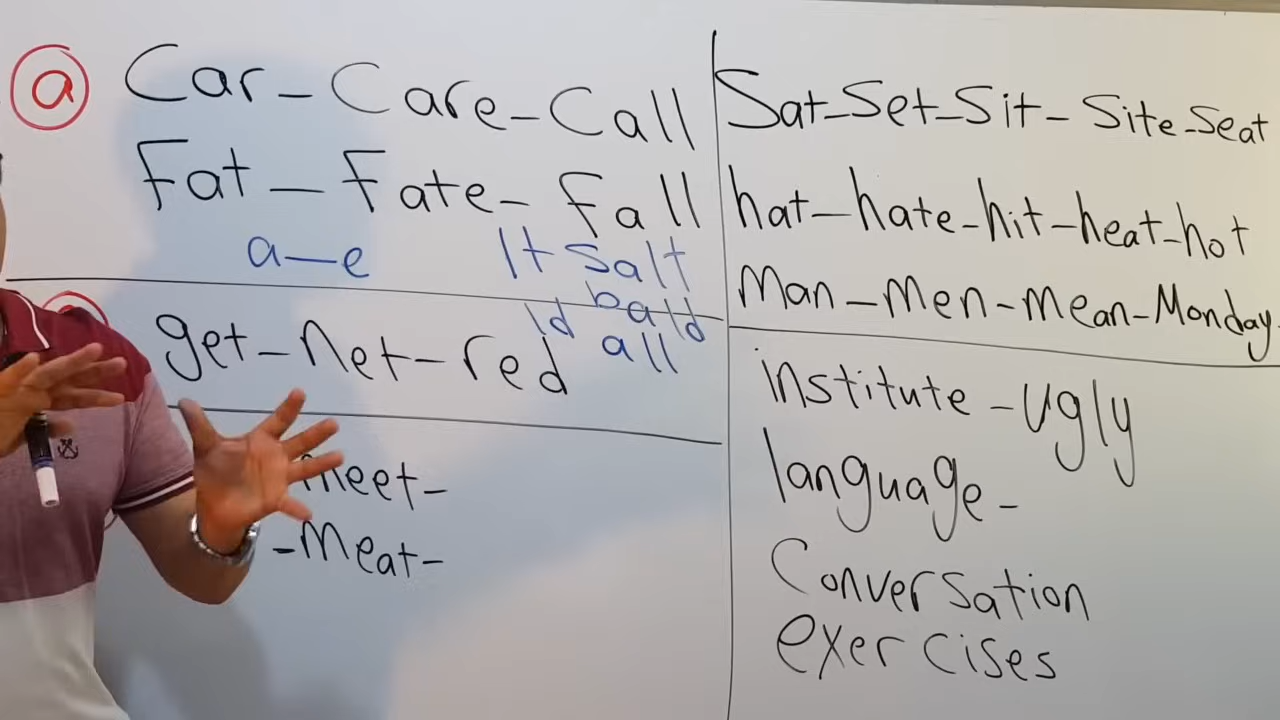 a
Car - Care - Call
Fat - Fate - Fall
a—e
lt Salt
ld bald
all
get - net - red
meet -
- Meat -
Sat - Set - Sit - Site - Seat
hat - hate - hit - heat - hot
Man - men - mean - Monday
institute - Ugly
language -
Conversation
exercises